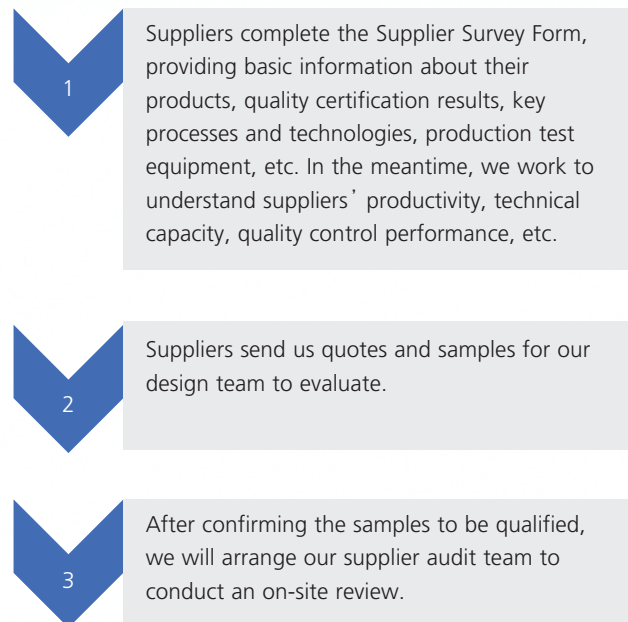 1
Suppliers complete the Supplier Survey Form,
providing basic information about their
products, quality certification results, key
processes and technologies, production test
equipment, etc. In the meantime, we work to
understand suppliers’ productivity, technical
capacity, quality control performance, etc.
2
Suppliers send us quotes and samples for our
design team to evaluate.
3
After confirming the samples to be qualified,
we will arrange our supplier audit team to
conduct an on-site review.